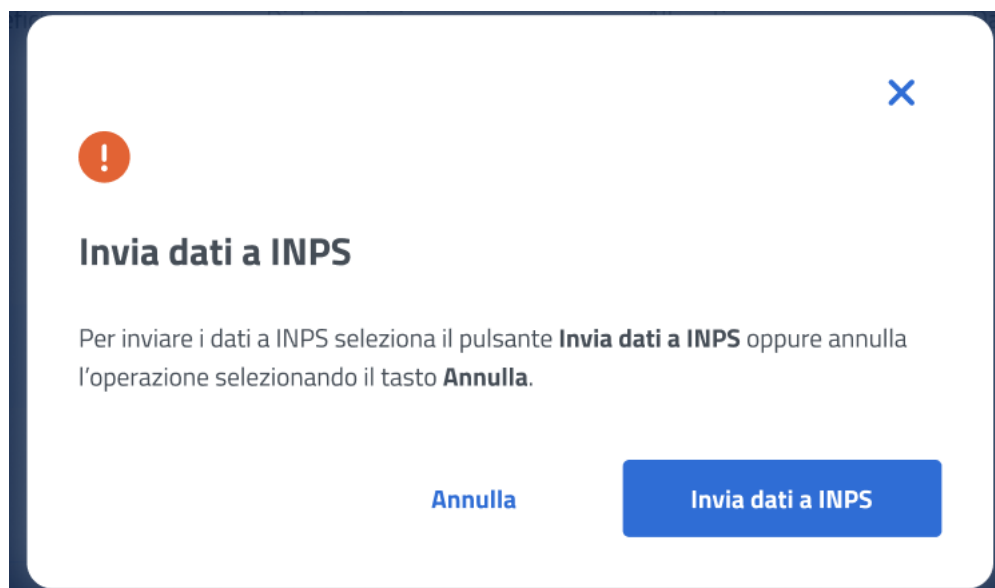 Invia dati a INPS
Per inviare i dati a INPS seleziona il pulsante Invia dati a INPS oppure annulla
l’operazione selezionando il tasto Annulla.
Annulla
Invia dati a INPS